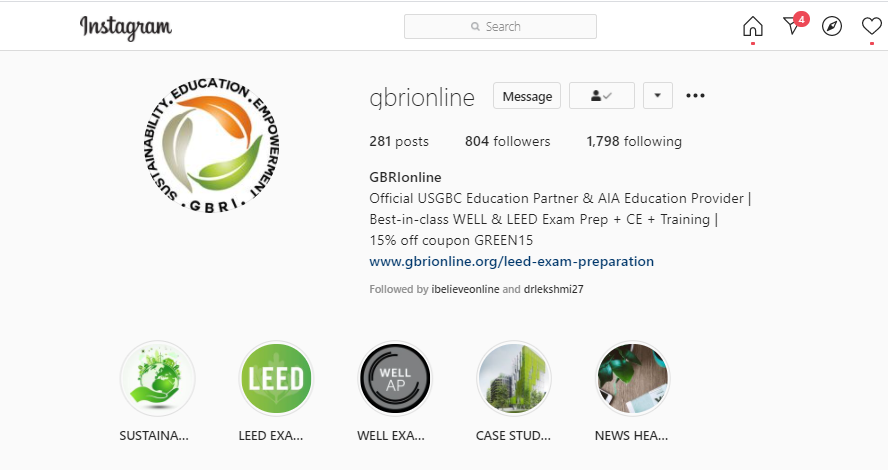 Instagram
Search
4
SUSTAINABILITY. EDUCATION. EMPOWERMENT
. GBRI.
gbrionline
Message
281 posts 804 followers 1,798 following
GBRIonline
Official USGBC Education Partner & AIA Education Provider |
Best-in-class WELL & LEED Exam Prep + CE + Training |
15% off coupon GREEN15
www.gbrionline.org/leed-exam-preparation
Followed by ibelieveonline and drlekshmi27
LEED
WELL
AP
SUSTAINA... LEED EXA... WELL EXA... CASE STUD... NEWS HEA...